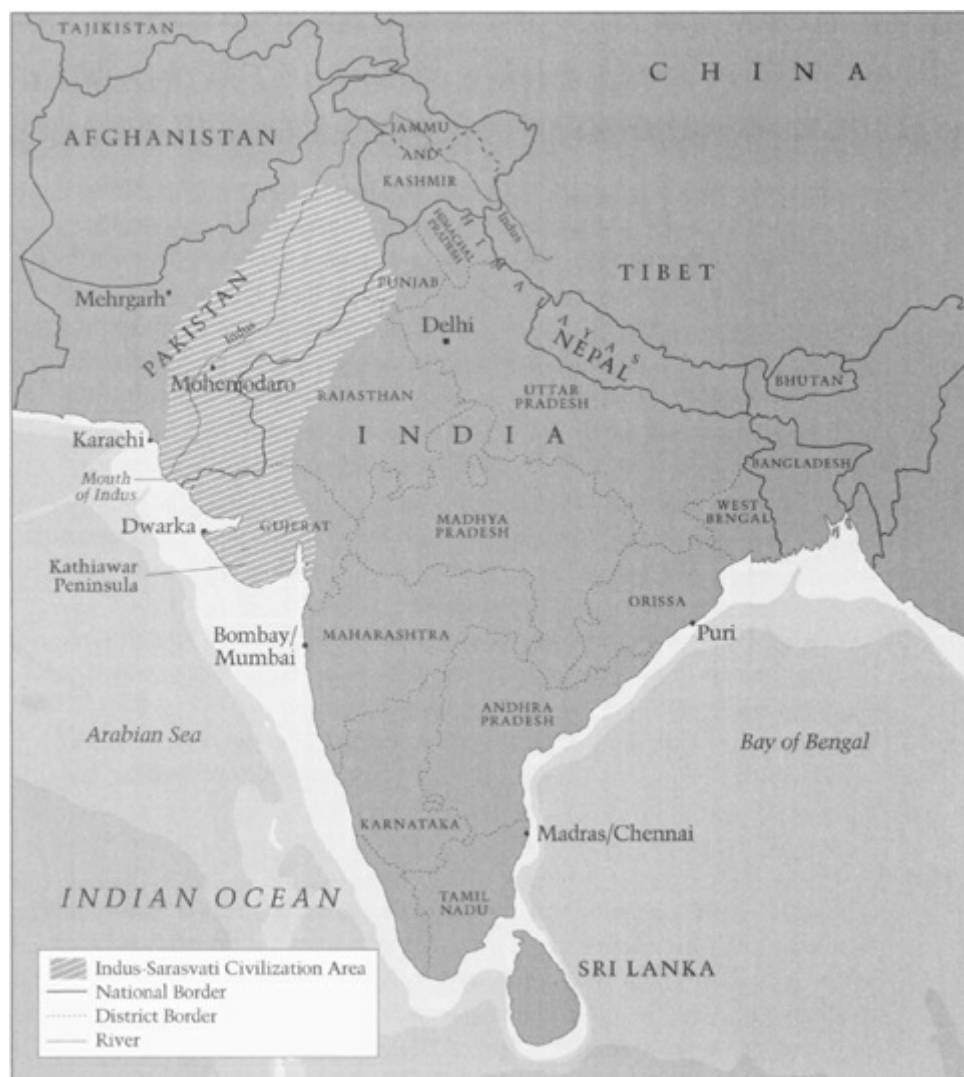 TAJIKISTAN
CHINA
AFGHANISTAN
JAMMU
AND
KASHMIR
HIMACHAL
PRADESH
HIMALAYAS
Indus
TIBET
PUNJAB
Mehrgarh
PAKISTAN
Indus
Delhi
NEPAL
Mohenjodaro
RAJASTHAN
UTTAR
PRADESH
BHUTAN
INDIA
Karachi
BANGLADESH
Mouth
of Indus
Dwarka
GUJERAT
MADHYA
PRADESH
WEST
BENGAL
Kathiawar
Peninsula
ORISSA
Bombay/
Mumbai
MAHARASHTRA
Puri
ANDHRA
PRADESH
Arabian Sea
Bay of Bengal
KARNATAKA
Madras/Chennai
INDIAN OCEAN
TAMIL
NADU
SRI LANKA
Indus-Sarasvati Civilization Area
National Border
District Border
River